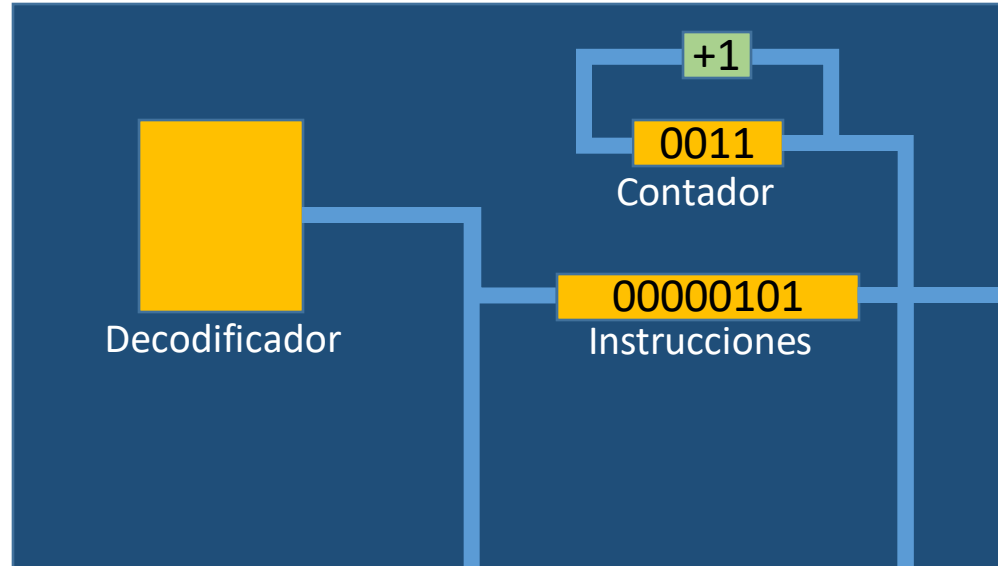 +1
0011
Contador
00000101
Instrucciones
Decodificador